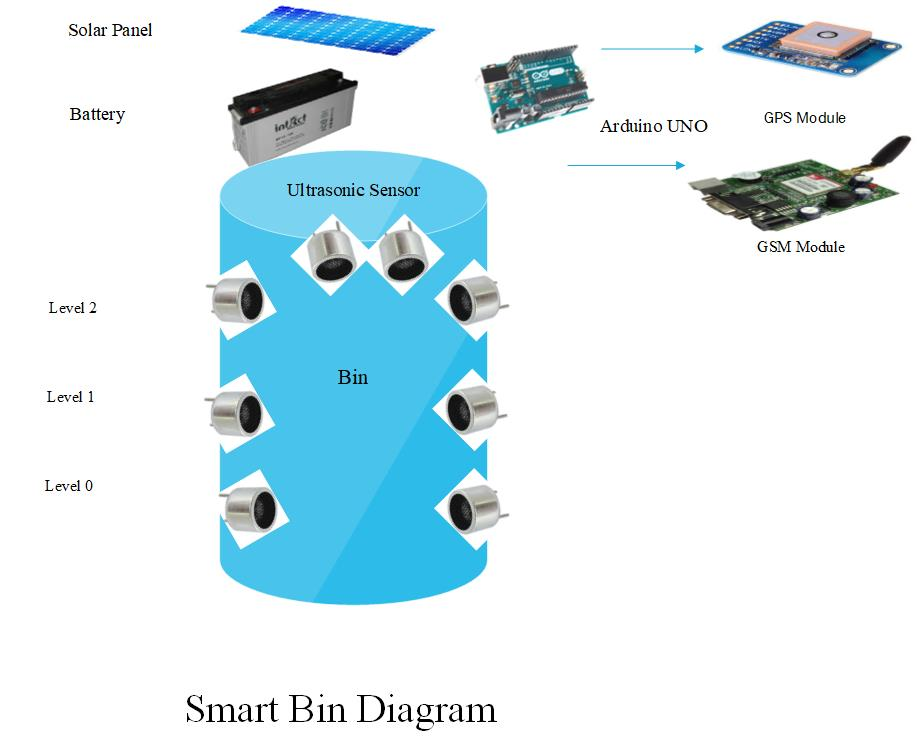 Solar Panel
Battery
intAct
Arduino UNO
GPS Module
GSM Module
Ultrasonic Sensor
Level 2
Bin
Level 1
Level 0
Smart Bin Diagram